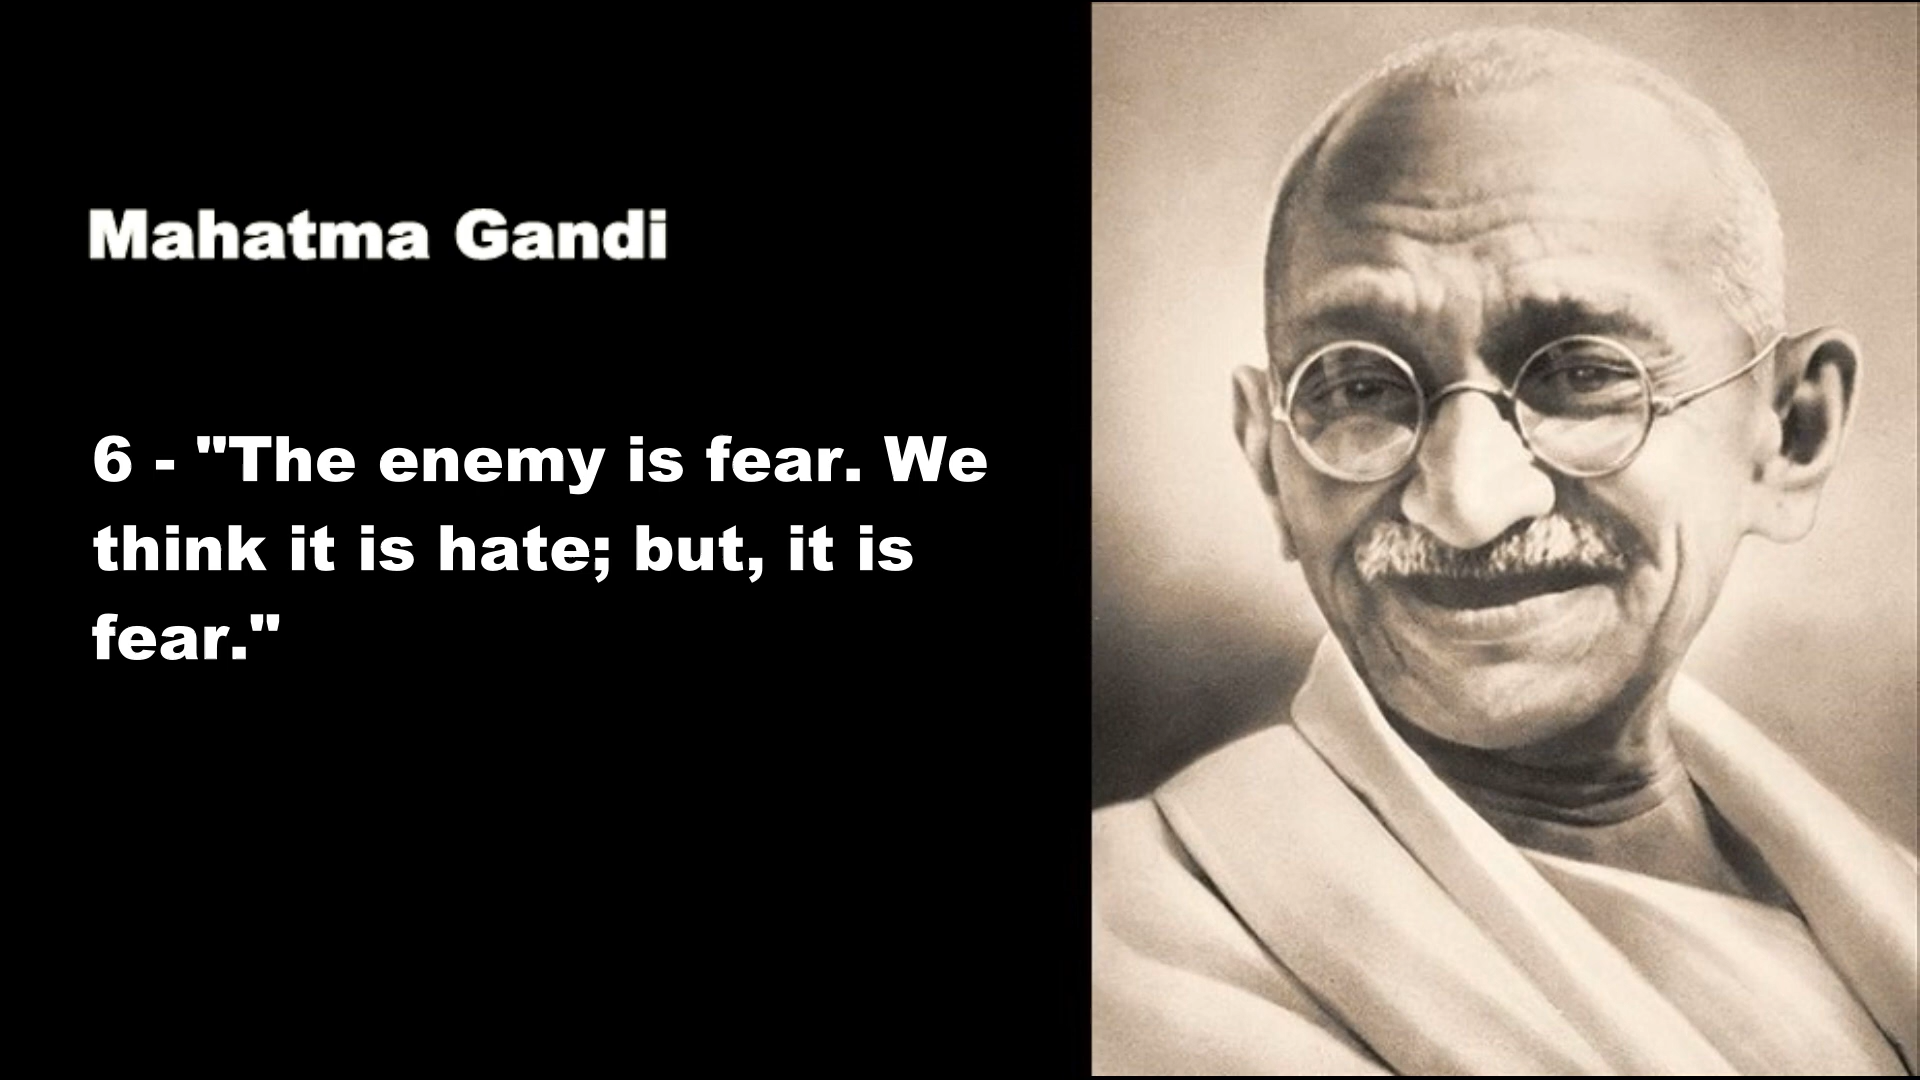 Mahatma Gandi
6 - "The enemy is fear. We
think it is hate; but, it is
fear."